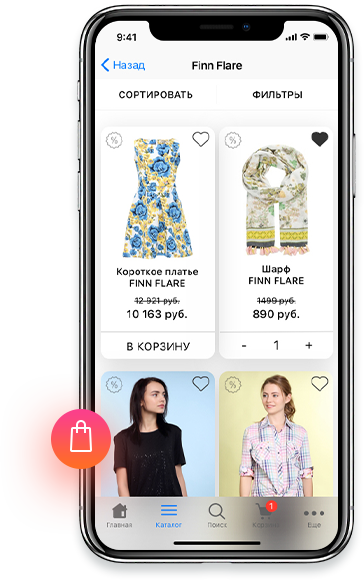 9:41
Назад
Finn Flare
СОРТИРОВАТЬ
ФИЛЬТРЫ
%
%
Короткое платье
FINN FLARE
12 921 руб.
10 163 руб.
В КОРЗИНУ
Шарф
FINN FLARE
1499 руб.
890 руб.
- 1 +
%
%
1
Главная
Каталог
Поиск
Корзина
Еще